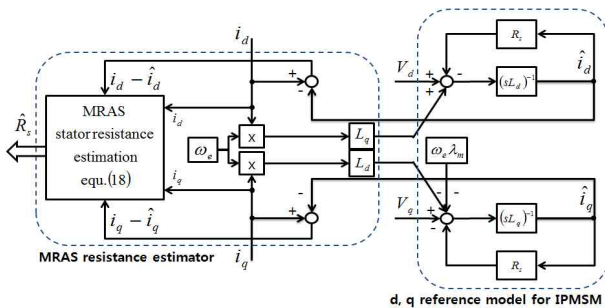 i_d
i_d - î_d
+
-
MRAS
stator resistance
estimation
equ.(18)
R̂_s
i_d
i_q
ω_e
x
x
L_q
L_d
i_q - î_q
-
+
i_q
MRAS resistance estimator
R_s
V_d
+
-
-
+
(sL_d)⁻¹
î_d
ω_e λ_m
V_q
+
-
-
-
-
(sL_q)⁻¹
î_q
R_s
d, q reference model for IPMSM